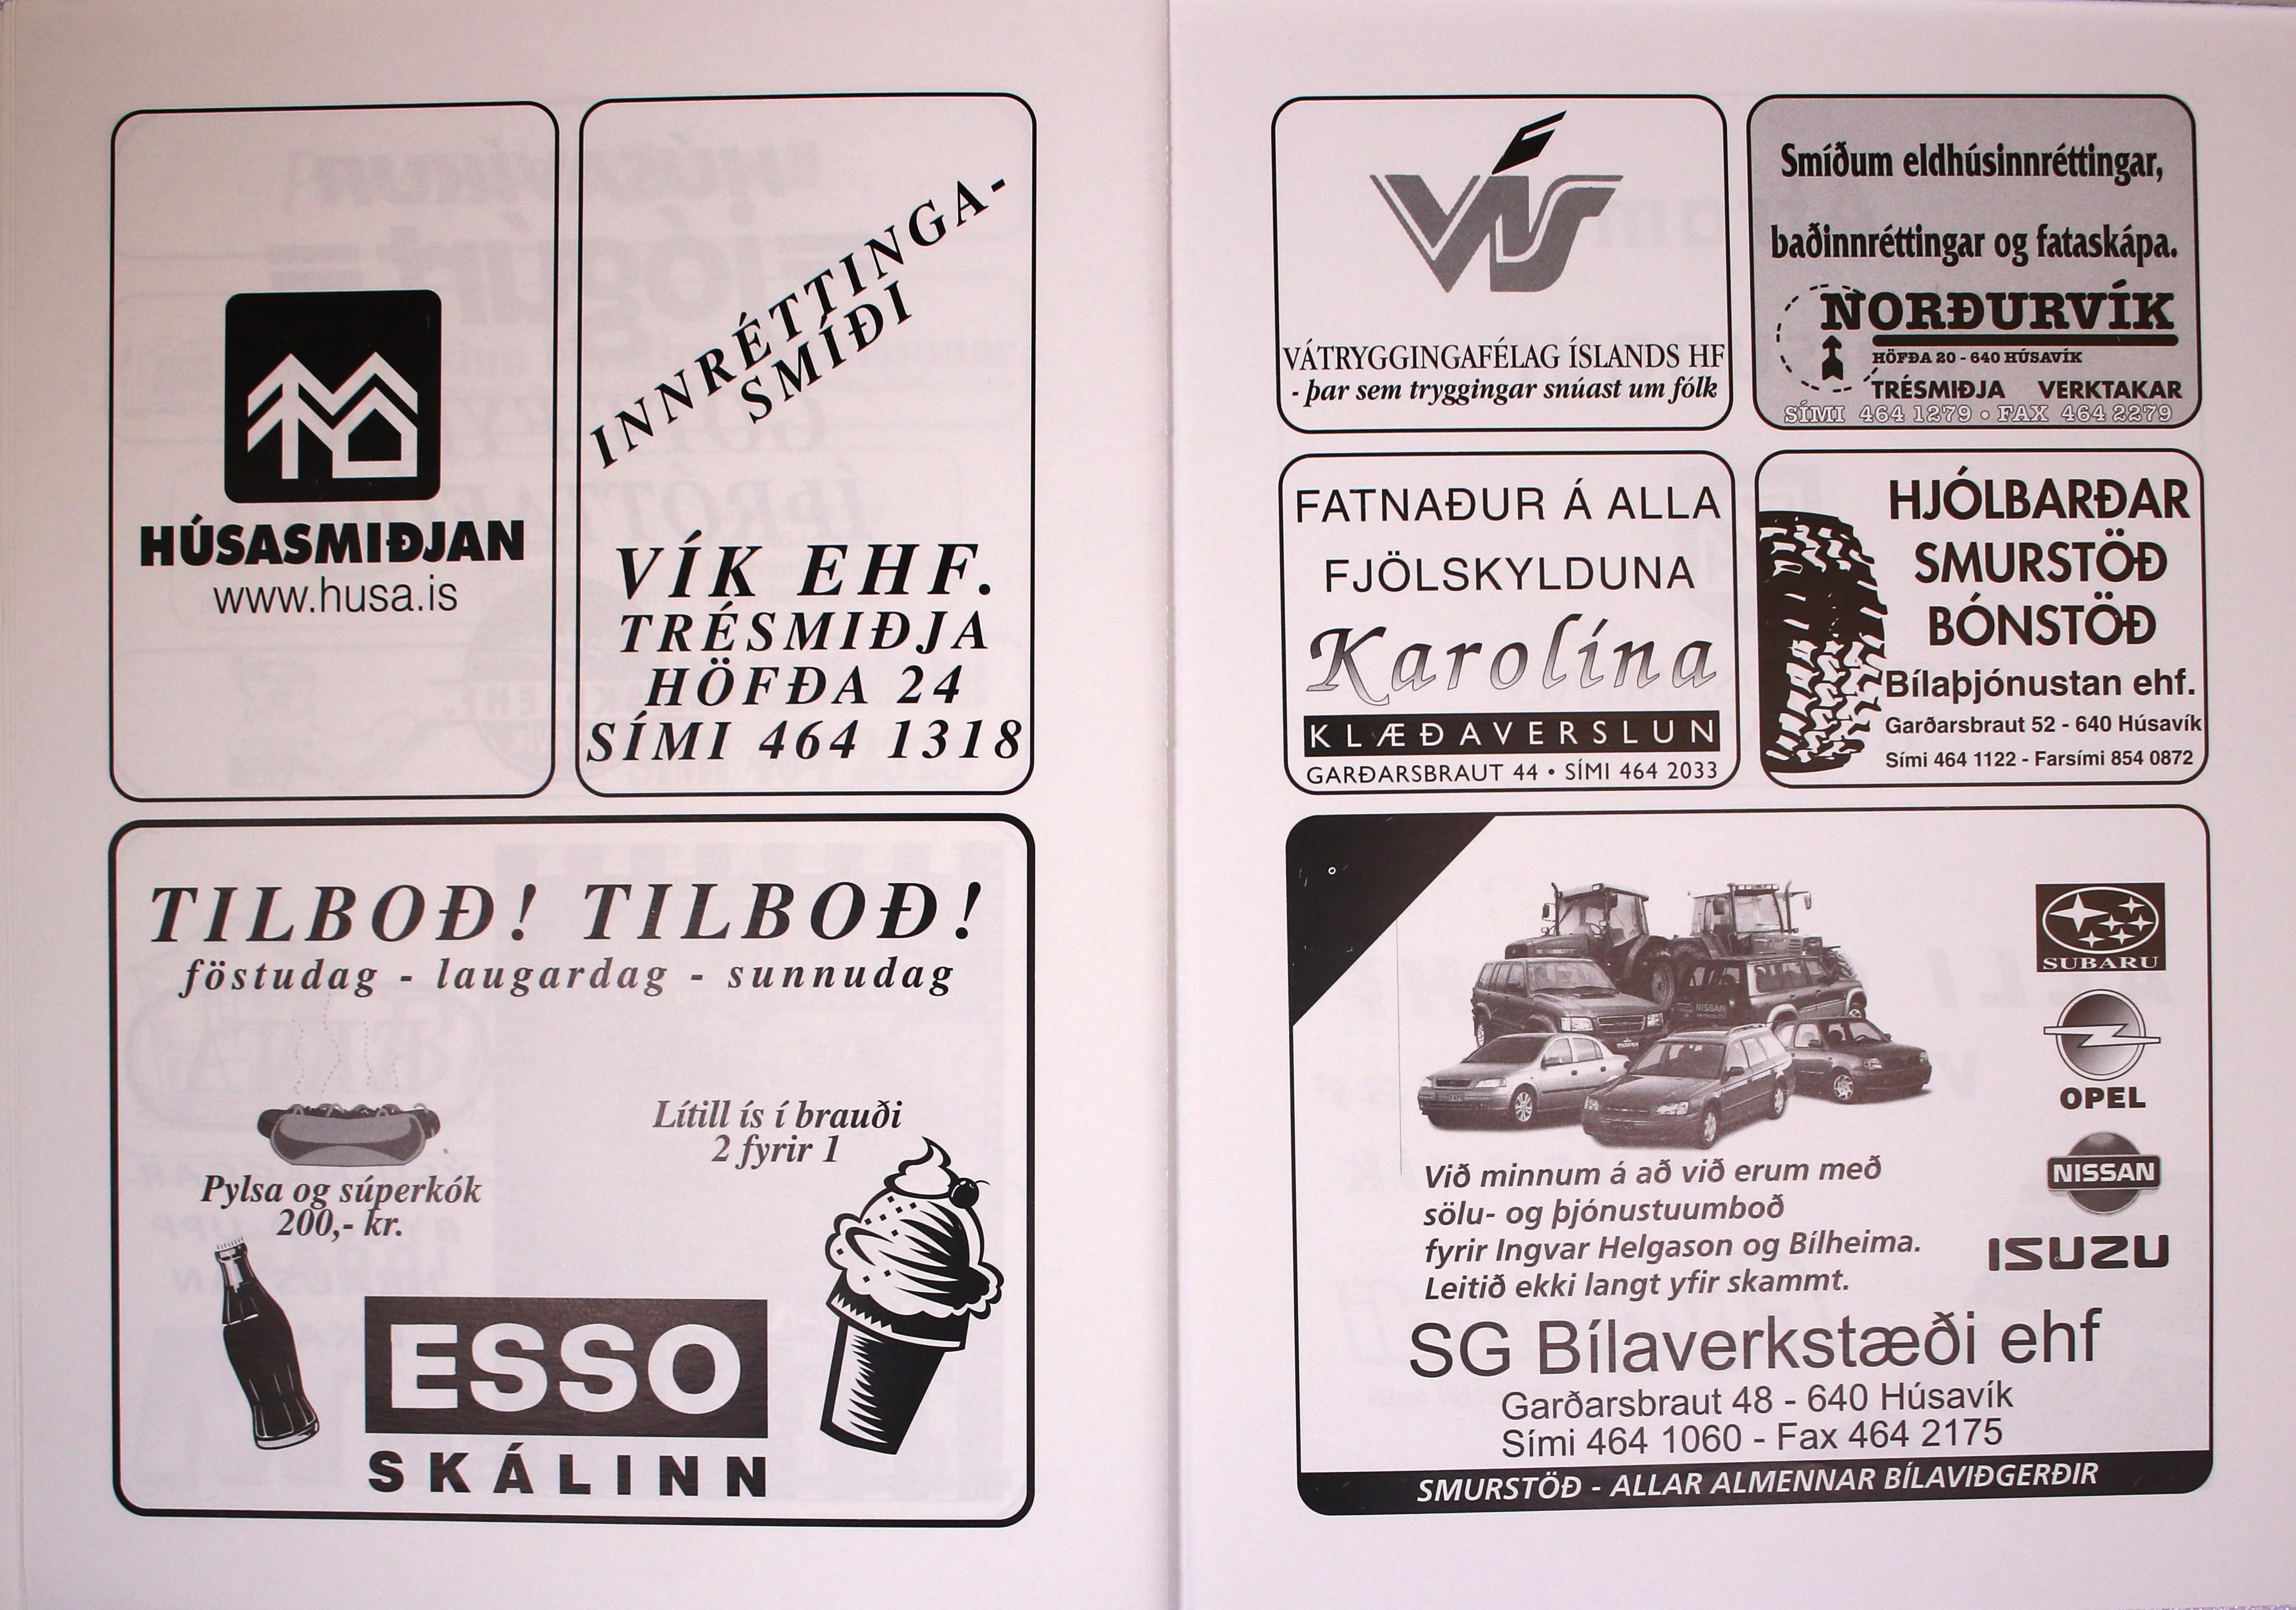 HÚSASMIÐJAN
www.husa.is
INNRÉTTINGA-
SMÍÐI
VÍK EHF.
TRÉSMIÐJA
HÖFÐA 24
SÍMI 464 1318
TILBOÐ! TILBOÐ!
föstudag - laugardag - sunnudag
Pylsa og súperkók
200,- kr.
Lítill ís í brauði
2 fyrir 1
ESSO
SKÁLINN
VÍS
VÁTRYGGINGAFÉLAG ÍSLANDS HF
- þar sem tryggingar snúast um fólk
Smíðum eldhúsinnréttingar,
baðinnréttingar og fataskápa.
NORÐURVÍK
HÖFÐA 20 - 640 HÚSAVÍK
TRÉSMIÐJA VERKTAKAR
SÍMI 464 1279 • FAX 464 2279
FATNAÐUR Á ALLA
FJÖLSKYLDUNA
Karolína
KLÆÐAVERSLUN
GARÐARSBRAUT 44 • SÍMI 464 2033
HJÓLBARÐAR
SMURSTÖÐ
BÓNSTÖÐ
Bílaþjónustan ehf.
Garðarsbraut 52 - 640 Húsavík
Sími 464 1122 - Farsími 854 0872
SUBARU
OPEL
NISSAN
ISUZU
Við minnum á að við erum með
sölu- og þjónustuumboð
fyrir Ingvar Helgason og Bílheima.
Leitið ekki langt yfir skammt.
SG Bílaverkstæði ehf
Garðarsbraut 48 - 640 Húsavík
Sími 464 1060 - Fax 464 2175
SMURSTÖÐ - ALLAR ALMENNAR BÍLAVIÐGERÐIR